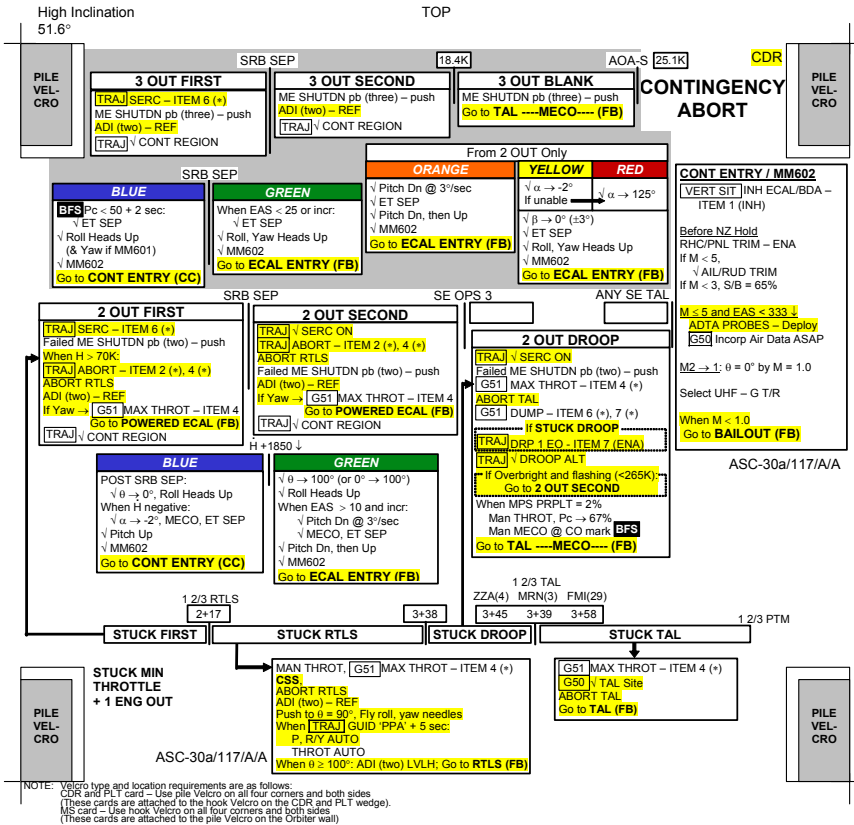 High Inclination
51.6°
TOP
CDR
PILE
VEL-
CRO
PILE
VEL-
CRO
SRB SEP
18.4K
AOA-S 25.1K
CONTINGENCY
ABORT
3 OUT FIRST
TRAJ SERC – ITEM 6 (*)
ME SHUTDN pb (three) – push
ADI (two) – REF
TRAJ √ CONT REGION
3 OUT SECOND
ME SHUTDN pb (three) – push
ADI (two) – REF
TRAJ √ CONT REGION
3 OUT BLANK
ME SHUTDN pb (three) – push
Go to TAL ----MECO---- (FB)
SRB SEP
BLUE
BFS Pc < 50 + 2 sec:
√ ET SEP
√ Roll Heads Up
(& Yaw if MM601)
√ MM602
Go to CONT ENTRY (CC)
GREEN
When EAS < 25 or incr:
√ ET SEP
√ Roll, Yaw Heads Up
√ MM602
Go to ECAL ENTRY (FB)
From 2 OUT Only
ORANGE
√ Pitch Dn @ 3°/sec
√ ET SEP
√ Pitch Dn, then Up
√ MM602
Go to ECAL ENTRY (FB)
YELLOW
√ α → -2°
If unable
RED
√ α → 125°
√ β → 0° (±3°)
√ ET SEP
√ Roll, Yaw Heads Up
√ MM602
Go to ECAL ENTRY (FB)
CONT ENTRY / MM602
VERT SIT INH ECAL/BDA –
ITEM 1 (INH)
Before NZ Hold
RHC/PNL TRIM – ENA
If M < 5,
√ AIL/RUD TRIM
If M < 3, S/B = 65%
M ≤ 5 and EAS < 333 ↓
ADTA PROBES – Deploy
G50 Incorp Air Data ASAP
M2 → 1: θ = 0° by M = 1.0
Select UHF – G T/R
When M < 1.0
Go to BAILOUT (FB)
ASC-30a/117/A/A
SRB SEP
SE OPS 3
ANY SE TAL
2 OUT FIRST
TRAJ SERC – ITEM 6 (*)
Failed ME SHUTDN pb (two) – push
When H > 70K:
TRAJ ABORT – ITEM 2 (*), 4 (*)
ABORT RTLS
ADI (two) – REF
If Yaw → G51 MAX THROT – ITEM 4
Go to POWERED ECAL (FB)
TRAJ √ CONT REGION
2 OUT SECOND
TRAJ √ SERC ON
TRAJ ABORT – ITEM 2 (*), 4 (*)
ABORT RTLS
Failed ME SHUTDN pb (two) – push
ADI (two) – REF
If Yaw → G51 MAX THROT – ITEM 4
Go to POWERED ECAL (FB)
TRAJ √ CONT REGION
2 OUT DROOP
TRAJ √ SERC ON
Failed ME SHUTDN pb (two) – push
G51 MAX THROT – ITEM 4 (*)
ABORT TAL
G51 DUMP – ITEM 6 (*), 7 (*)
If STUCK DROOP
TRAJ DRP 1 EO - ITEM 7 (ENA)
TRAJ √ DROOP ALT
If Overbright and flashing (<265K):
Go to 2 OUT SECOND
When MPS PRPLT = 2%
Man THROT, Pc → 67%
Man MECO @ CO mark BFS
Go to TAL ----MECO---- (FB)
Ḣ +1850 ↓
BLUE
POST SRB SEP:
√ θ → 0°, Roll Heads Up
When Ḣ negative:
√ α → -2°, MECO, ET SEP
√ Pitch Up
√ MM602
Go to CONT ENTRY (CC)
GREEN
√ θ → 100° (or 0° → 100°)
√ Roll Heads Up
When EAS > 10 and incr:
√ Pitch Dn @ 3°/sec
√ MECO, ET SEP
√ Pitch Dn, then Up
√ MM602
Go to ECAL ENTRY (FB)
1 2/3 RTLS
2+17
3+38
1 2/3 TAL
ZZA(4) MRN(3) FMI(29)
3+45 3+39 3+58
1 2/3 PTM
STUCK FIRST
STUCK RTLS
STUCK DROOP
STUCK TAL
STUCK MIN
THROTTLE
+ 1 ENG OUT
MAN THROT, G51 MAX THROT – ITEM 4 (*)
CSS
ABORT RTLS
ADI (two) – REF
Push to θ = 90°, Fly roll, yaw needles
When TRAJ GUID 'PPA' + 5 sec:
P, R/Y AUTO
THROT AUTO
When θ ≥ 100°: ADI (two) LVLH; Go to RTLS (FB)
G51 MAX THROT – ITEM 4 (*)
G50 √ TAL Site
ABORT TAL
Go to TAL (FB)
ASC-30a/117/A/A
PILE
VEL-
CRO
PILE
VEL-
CRO
NOTE: Velcro type and location requirements are as follows:
CDR and PLT card – Use pile Velcro on all four corners and both sides
(These cards are attached to the hook Velcro on the CDR and PLT wedge).
MS card – Use hook Velcro on all four corners and both sides
(These cards are attached to the pile Velcro on the Orbiter wall)